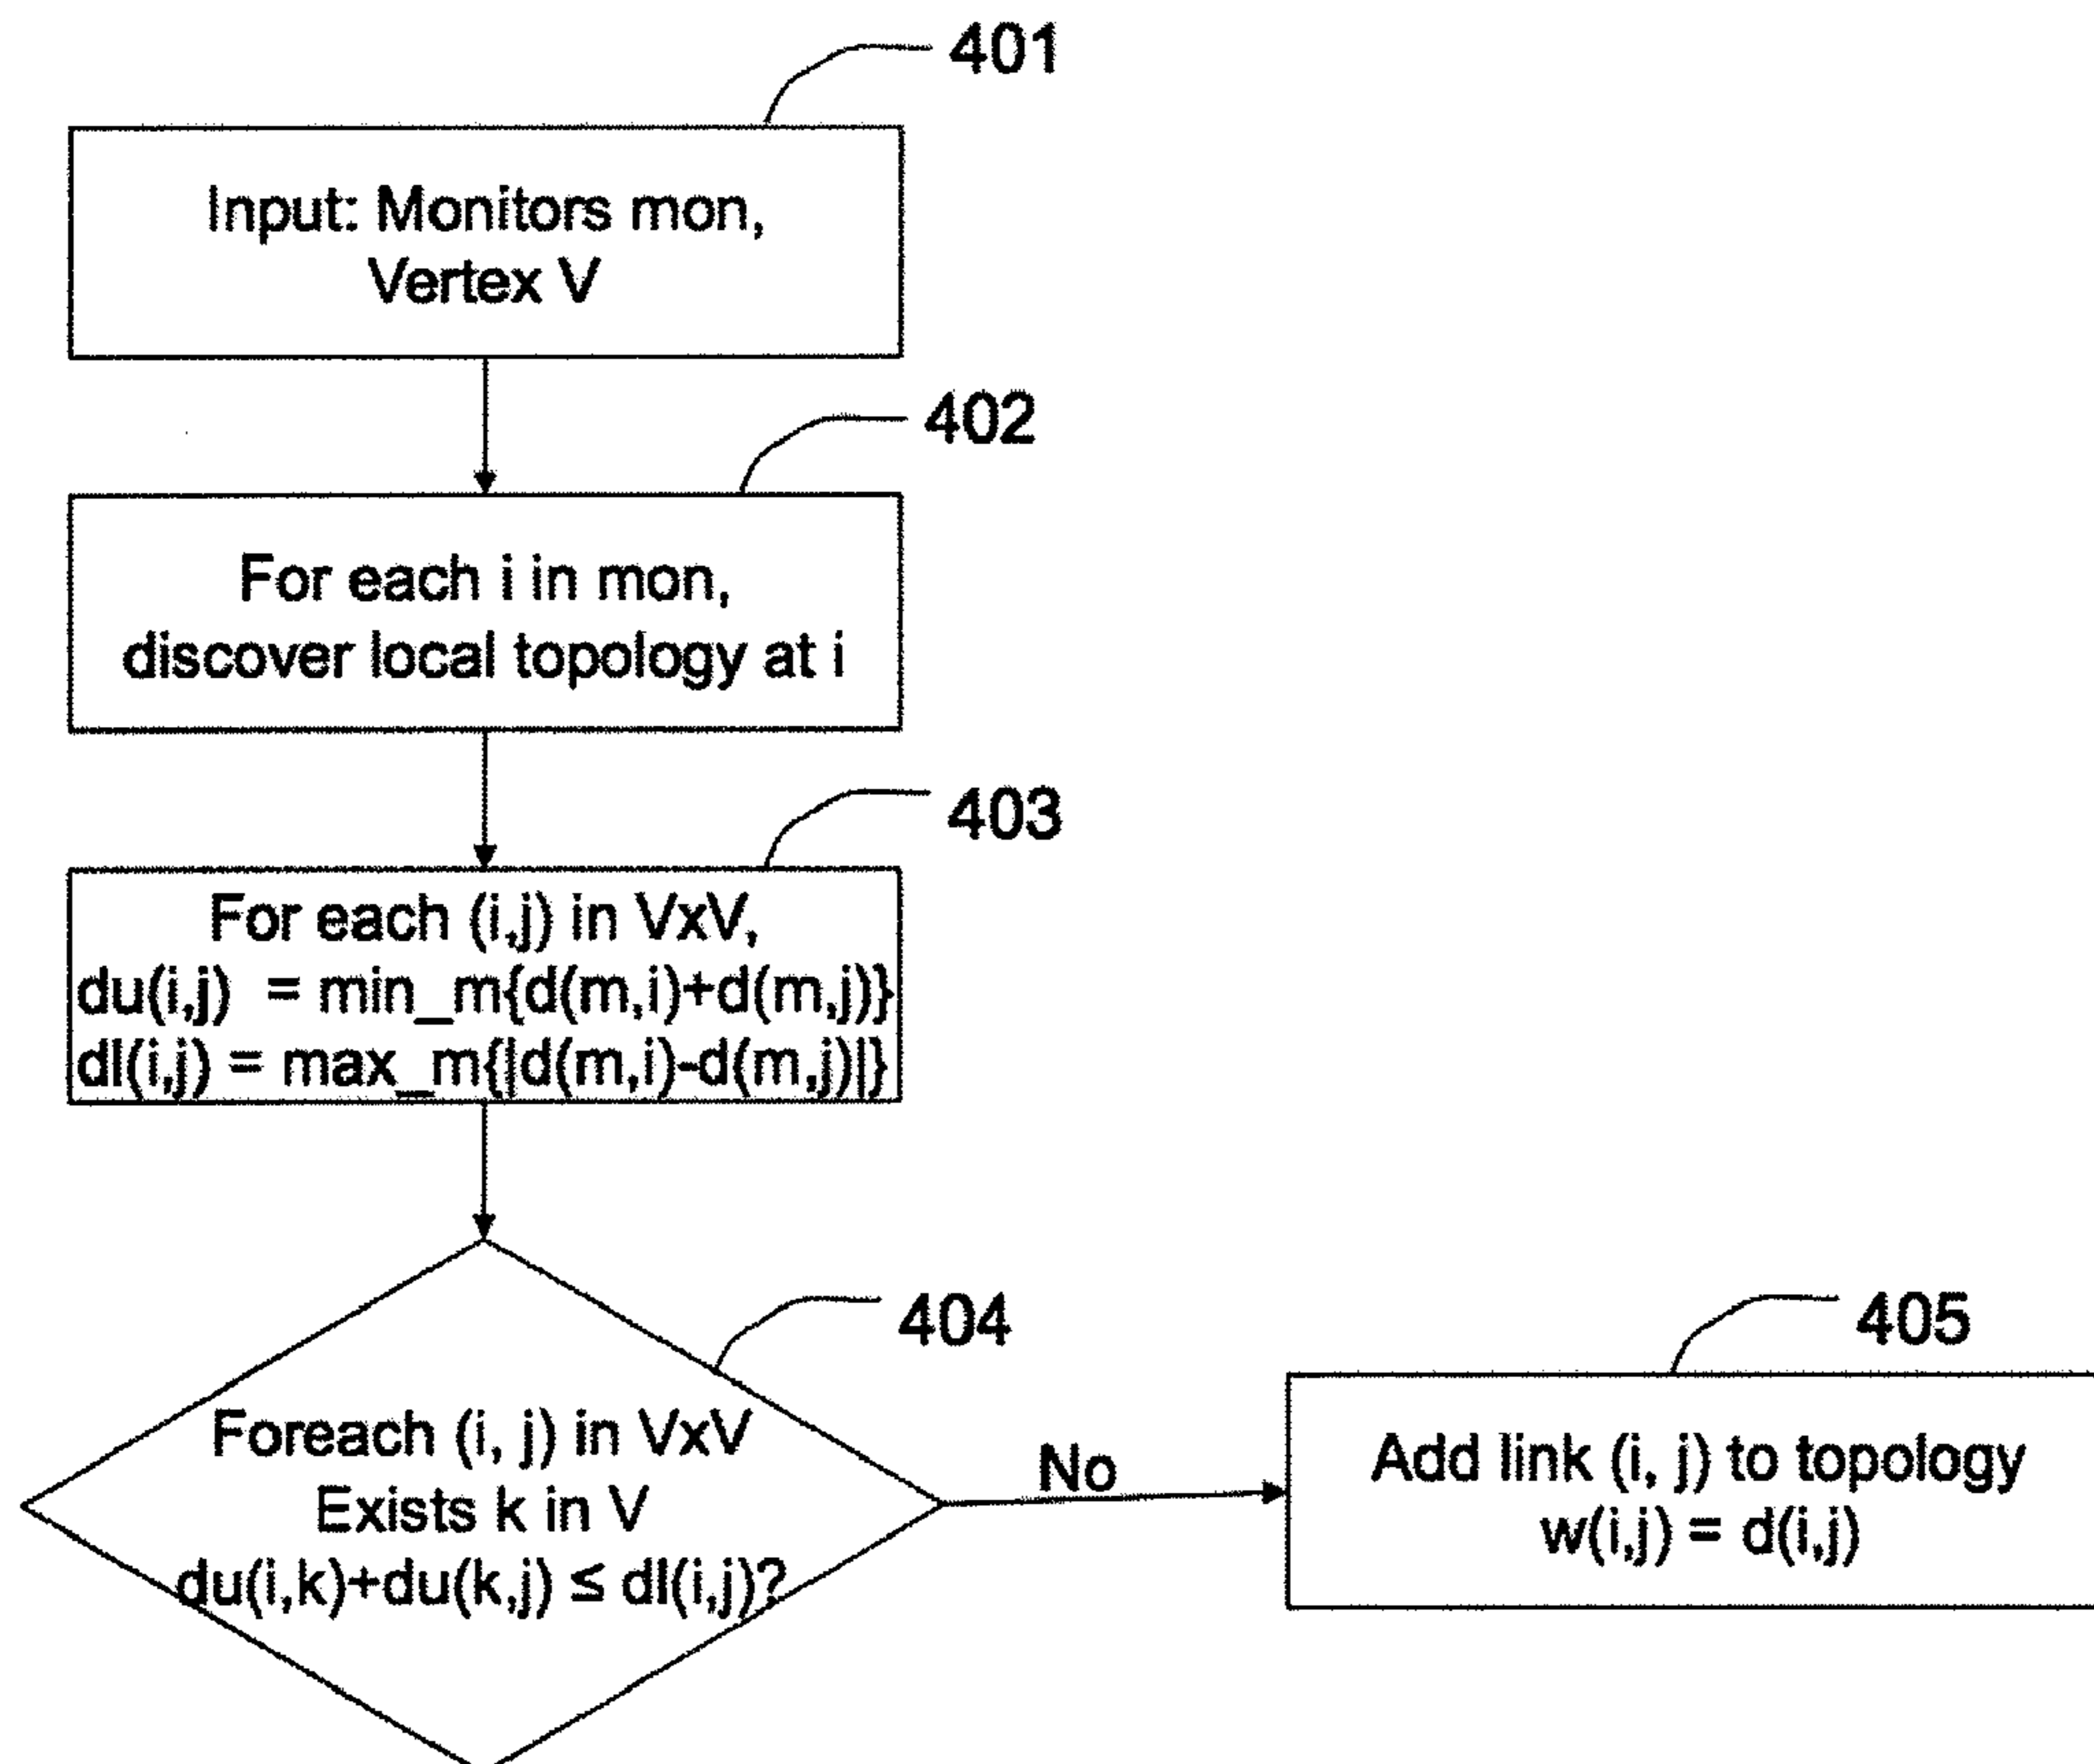 401
Input: Monitors mon,
Vertex V
402
For each i in mon,
discover local topology at i
403
For each (i,j) in VxV,
du(i,j) = min_m{d(m,i)+d(m,j)}
dl(i,j) = max_m{|d(m,i)-d(m,j)|}
404
Foreach (i, j) in VxV
Exists k in V
du(i,k)+du(k,j) ≤ dl(i,j)?
No
405
Add link (i, j) to topology
w(i,j) = d(i,j)